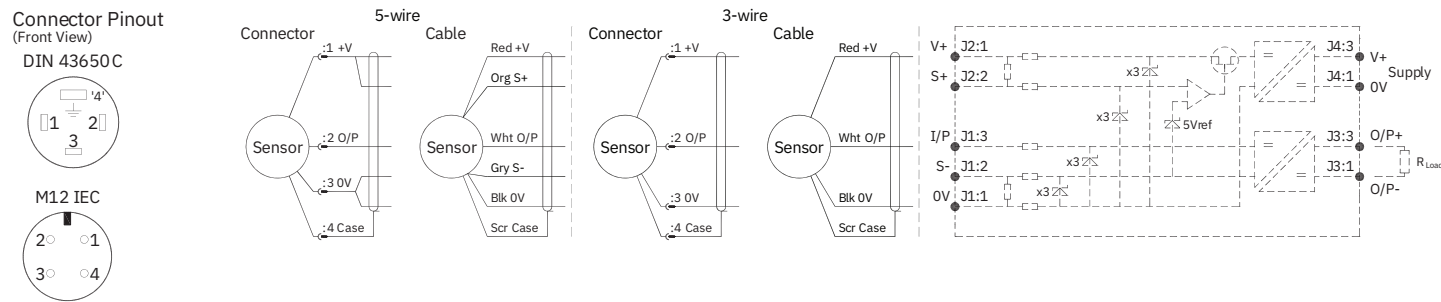 Connector Pinout
(Front View)
DIN 43650 C
'4'
1
2
3
M12 IEC
2
1
3
4
5-wire
Connector
:1 +V
:2 O/P
:3 0V
:4 Case
Sensor
Cable
Red +V
Org S+
Wht O/P
Gry S-
Blk 0V
Scr Case
Sensor
3-wire
Connector
:1 +V
:2 O/P
:3 0V
:4 Case
Sensor
Cable
Red +V
Wht O/P
Blk 0V
Scr Case
Sensor
V+ J2:1
S+ J2:2
I/P J1:3
S- J1:2
0V J1:1
x3
x3
x3
x3
5Vref
=
=
=
=
J4:3 V+
Supply
J4:1 0V
J3:3 O/P+
R Load
J3:1 O/P-